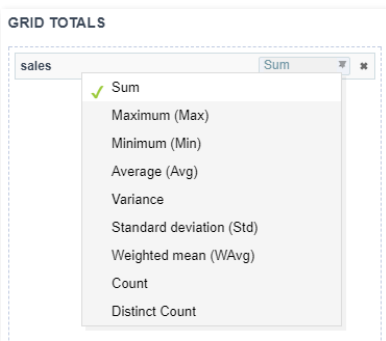 GRID TOTALS
sales Sum
Sum
Maximum (Max)
Minimum (Min)
Average (Avg)
Variance
Standard deviation (Std)
Weighted mean (WAvg)
Count
Distinct Count